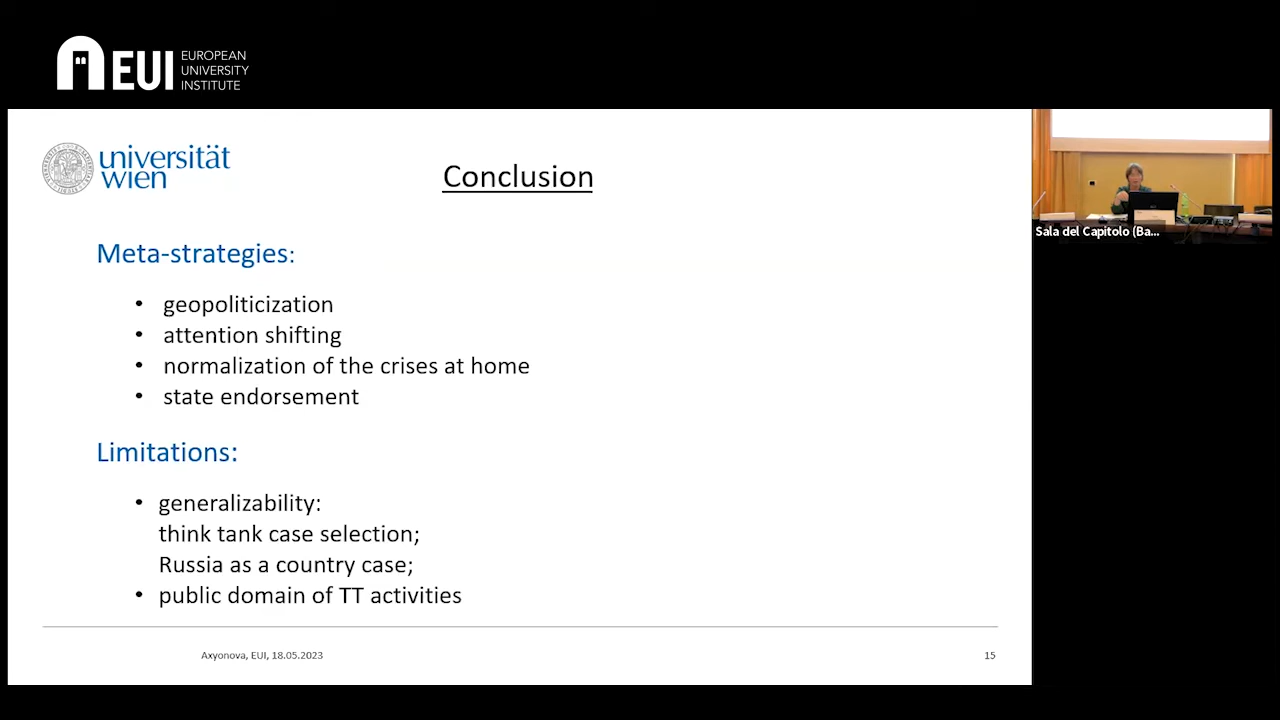 EUI EUROPEAN
UNIVERSITY
INSTITUTE
universität
wien
Conclusion
Meta-strategies:
• geopoliticization
• attention shifting
• normalization of the crises at home
• state endorsement
Limitations:
• generalizability:
think tank case selection;
Russia as a country case;
• public domain of TT activities
Axyonova, EUI, 18.05.2023
15
Sala del Capitolo (Ba...